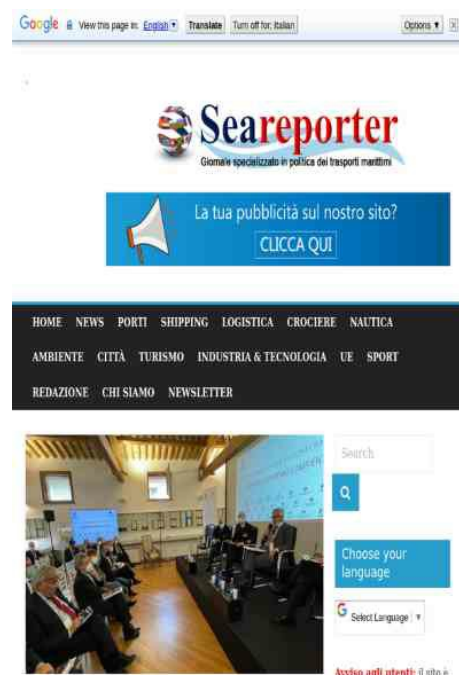 Google View this page in: English Translate Turn off for: Italian Options
Seareporter
Giornale specializzato in politica dei trasporti marittimi
La tua pubblicità sul nostro sito?
CLICCA QUI
HOME NEWS PORTI SHIPPING LOGISTICA CROCIERE NAUTICA
AMBIENTE CITTÀ TURISMO INDUSTRIA & TECNOLOGIA UE SPORT
REDAZIONE CHI SIAMO NEWSLETTER
Search
Choose your
language
G Select Language
Avviso agli utenti: il sito è